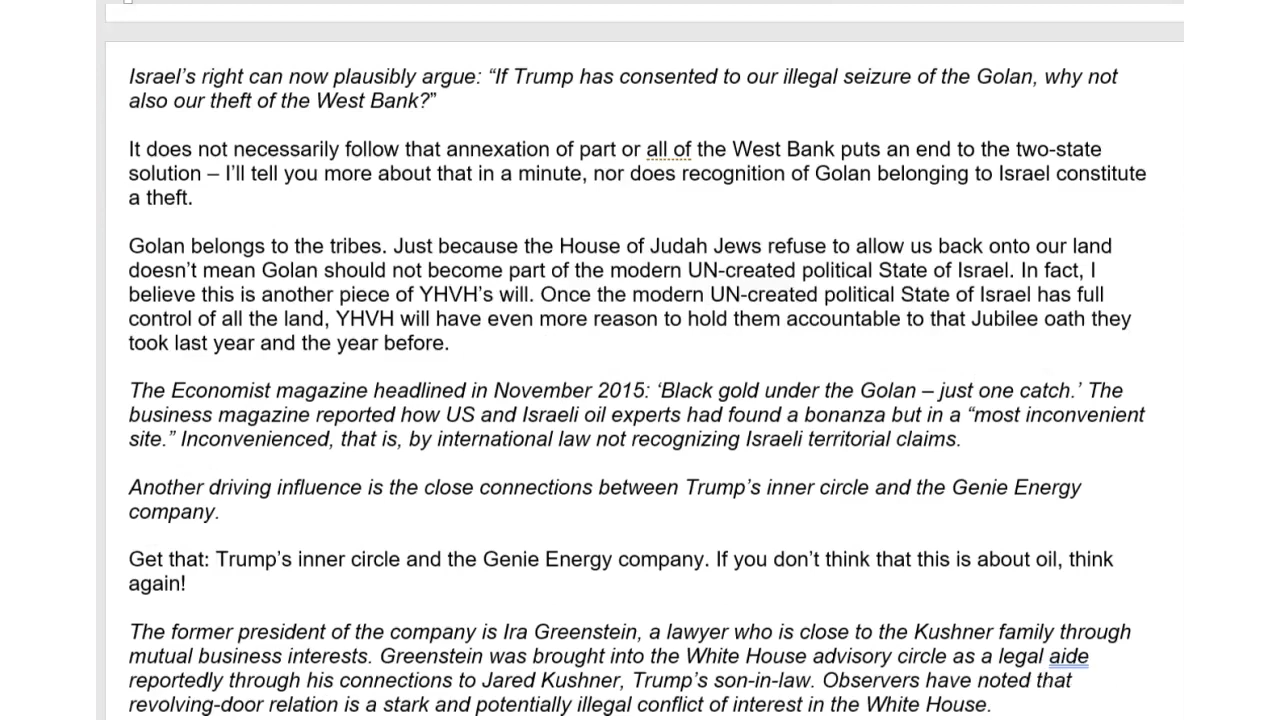 Israel's right can now plausibly argue: “If Trump has consented to our illegal seizure of the Golan, why not
also our theft of the West Bank?”
It does not necessarily follow that annexation of part or all of the West Bank puts an end to the two-state
solution – I'll tell you more about that in a minute, nor does recognition of Golan belonging to Israel constitute
a theft.
Golan belongs to the tribes. Just because the House of Judah Jews refuse to allow us back onto our land
doesn't mean Golan should not become part of the modern UN-created political State of Israel. In fact, I
believe this is another piece of YHVH's will. Once the modern UN-created political State of Israel has full
control of all the land, YHVH will have even more reason to hold them accountable to that Jubilee oath they
took last year and the year before.
The Economist magazine headlined in November 2015: ‘Black gold under the Golan – just one catch.’ The
business magazine reported how US and Israeli oil experts had found a bonanza but in a “most inconvenient
site.” Inconvenienced, that is, by international law not recognizing Israeli territorial claims.
Another driving influence is the close connections between Trump's inner circle and the Genie Energy
company.
Get that: Trump's inner circle and the Genie Energy company. If you don't think that this is about oil, think
again!
The former president of the company is Ira Greenstein, a lawyer who is close to the Kushner family through
mutual business interests. Greenstein was brought into the White House advisory circle as a legal aide
reportedly through his connections to Jared Kushner, Trump's son-in-law. Observers have noted that
revolving-door relation is a stark and potentially illegal conflict of interest in the White House.